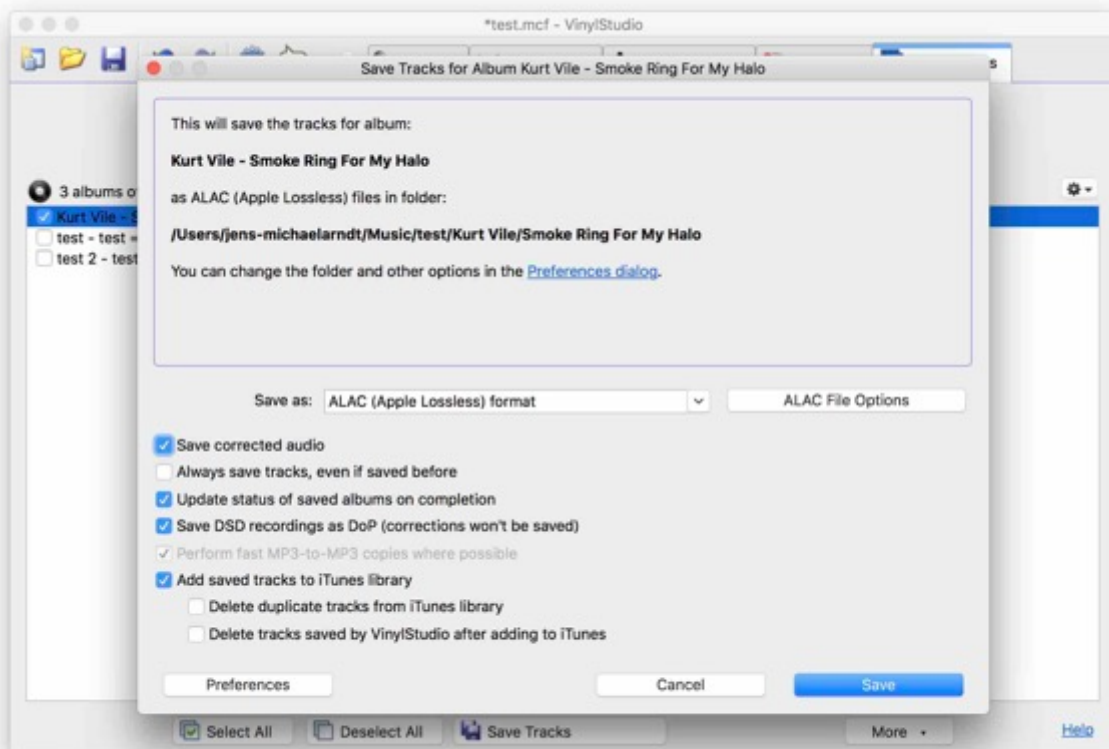 *test.mcf - VinylStudio
Save Tracks for Album Kurt Vile - Smoke Ring For My Halo
This will save the tracks for album:
Kurt Vile - Smoke Ring For My Halo
as ALAC (Apple Lossless) files in folder:
/Users/jens-michaelarndt/Music/test/Kurt Vile/Smoke Ring For My Halo
You can change the folder and other options in the Preferences dialog.
3 albums
Kurt Vile - S
test - test =
test 2 - test
Save as: ALAC (Apple Lossless) format ALAC File Options
Save corrected audio
Always save tracks, even if saved before
Update status of saved albums on completion
Save DSD recordings as DoP (corrections won't be saved)
Perform fast MP3-to-MP3 copies where possible
Add saved tracks to iTunes library
Delete duplicate tracks from iTunes library
Delete tracks saved by VinylStudio after adding to iTunes
Preferences Cancel Save
Select All Deselect All Save Tracks More Help